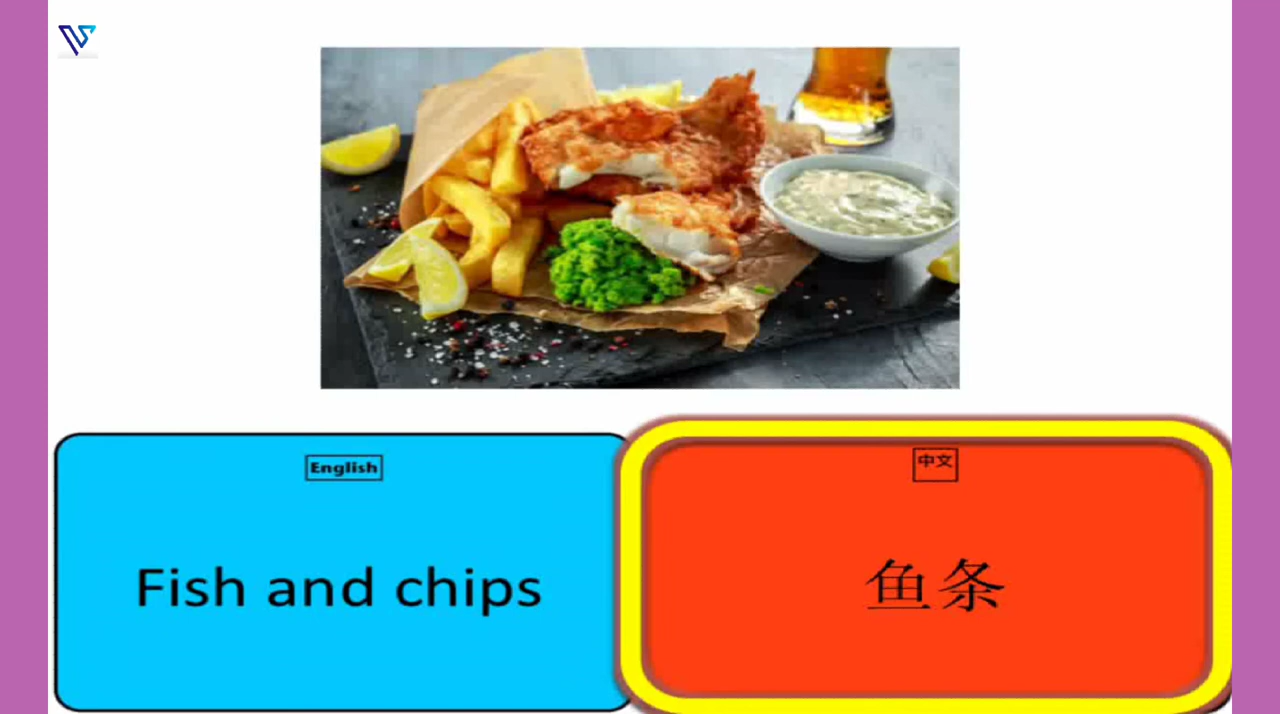 English
Fish and chips
中文
鱼条